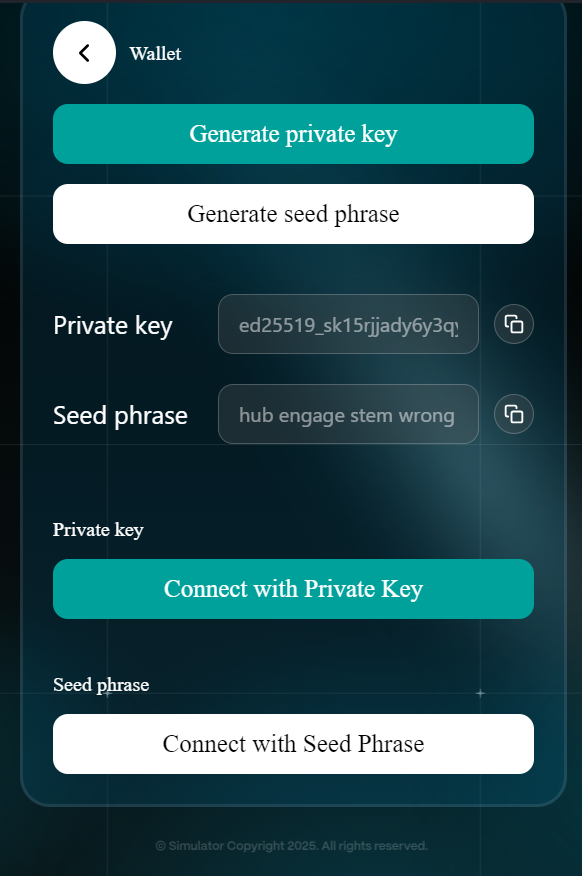 Wallet
Generate private key
Generate seed phrase
Private key
ed25519_sk15rjjady6y3q
Seed phrase
hub engage stem wrong
Private key
Connect with Private Key
Seed phrase
Connect with Seed Phrase
© Simulator Copyright 2025. All rights reserved.